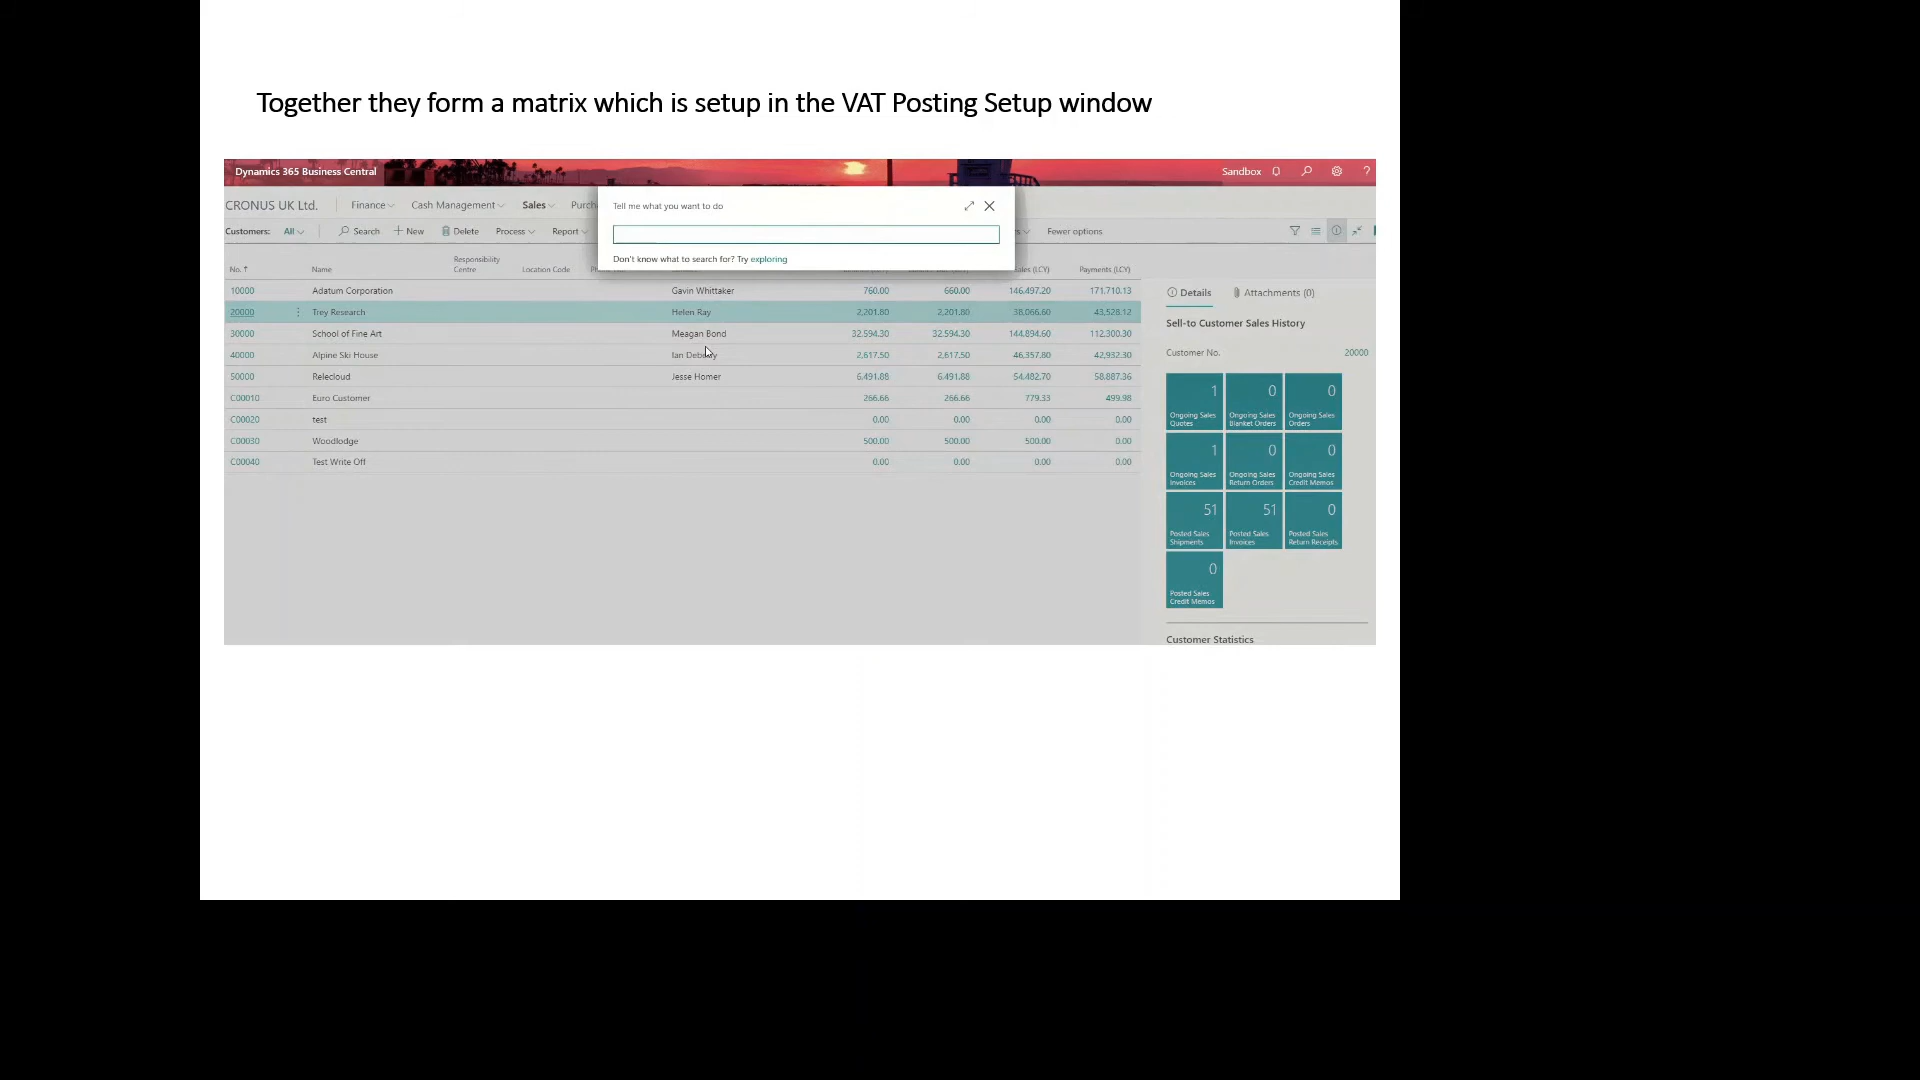 Together they form a matrix which is setup in the VAT Posting Setup window
Dynamics 365 Business Central
Sandbox
?
CRONUS UK Ltd.
Finance
Cash Management
Sales
Tell me what you want to do
Customers: All
Search
+ New
Delete
Process
Report
Fewer options
Don't know what to search for? Try exploring
No. ↑
Name
Responsibility
Centre
Location Code
Payments (LCY)
10000 Adatum Corporation Gavin Whittaker 760.00 660.00 146,497.20 171,710.13
20000 Trey Research Helen Ray 2,201.80 2,201.80 38,066.60 43,528.12
30000 School of Fine Art Meagan Bond 32,594.30 32,594.30 144,894.60 112,300.30
40000 Alpine Ski House Ian 2,617.50 2,617.50 46,357.80 42,932.30
50000 Relecloud Jesse Homer 6,491.88 6,491.88 54,482.70 58,887.36
C00010 Euro Customer 266.66 266.66 779.33 499.98
C00020 test 0.00 0.00 0.00 0.00
C00030 Woodlodge 500.00 500.00 500.00 0.00
C00040 Test Write Off 0.00 0.00 0.00 0.00
Details
Attachments (0)
Sell-to Customer Sales History
Customer No. 20000
1 0 0
Ongoing Sales Quotes
Ongoing Sales Blanket Orders
Ongoing Sales Orders
1 0 0
Ongoing Sales Invoices
Ongoing Sales Return Orders
Ongoing Sales Credit Memos
51 51 0
Posted Sales Shipments
Posted Sales Invoices
Posted Sales Return Receipts
0
Posted Sales Credit Memos
Customer Statistics